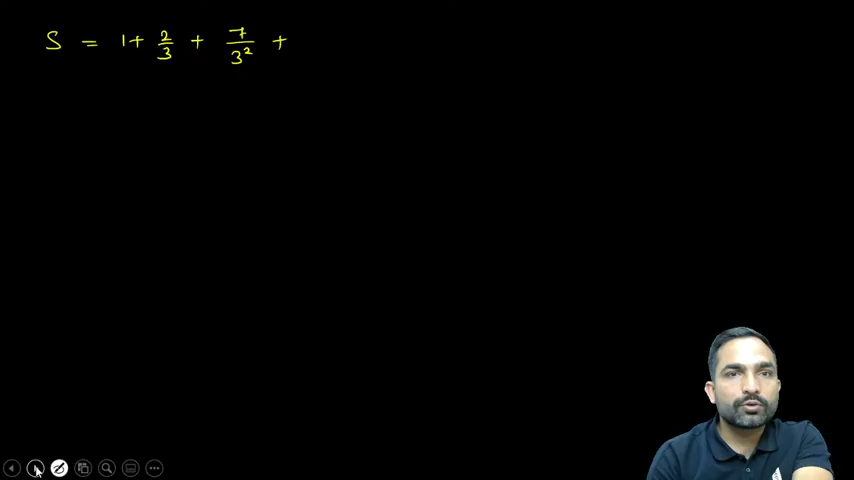 S = 1 + 2/3 + 7/3² +